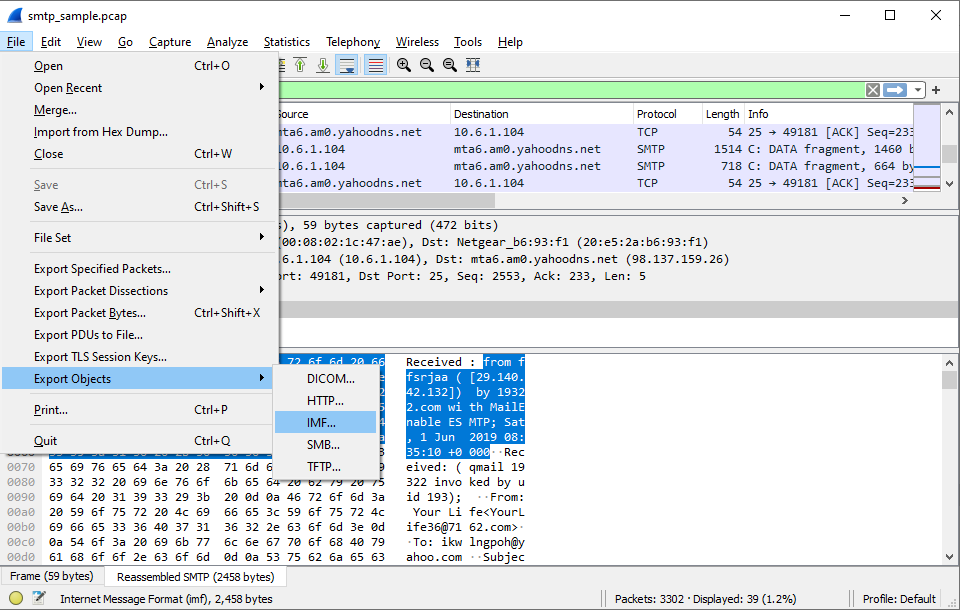 smtp_sample.pcap
File Edit View Go Capture Analyze Statistics Telephony Wireless Tools Help
Open Ctrl+O
Open Recent
Merge...
Import from Hex Dump...
Close Ctrl+W
Save Ctrl+S
Save As... Ctrl+Shift+S
File Set
Export Specified Packets...
Export Packet Dissections
Export Packet Bytes... Ctrl+Shift+X
Export PDUs to File...
Export TLS Session Keys...
Export Objects
Print... Ctrl+P
Quit Ctrl+Q
DICOM...
HTTP...
IMF...
SMB...
TFTP...
Source Destination Protocol Length Info
mta6.am0.yahoodns.net 10.6.1.104 TCP 54 25 → 49181 [ACK] Seq=233
10.6.1.104 mta6.am0.yahoodns.net SMTP 1514 C: DATA fragment, 1460 b
10.6.1.104 mta6.am0.yahoodns.net SMTP 718 C: DATA fragment, 664 by
mta6.am0.yahoodns.net 10.6.1.104 TCP 54 25 → 49181 [ACK] Seq=233
s), 59 bytes captured (472 bits)
(00:08:02:1c:47:ae), Dst: Netgear_b6:93:f1 (20:e5:2a:b6:93:f1)
6.1.104 (10.6.1.104), Dst: mta6.am0.yahoodns.net (98.137.159.26)
ort: 49181, Dst Port: 25, Seq: 2553, Ack: 233, Len: 5
72 6f 6d 20 66 Received : from f
fsrjaa ( [29.140.
42.132]) by 1932
2.com wi th MailE
nable ES MTP; Sat
, 1 Jun 2019 08:
35:10 +0 000··Rec
0070 65 69 76 65 64 3a 20 28 71 6d 6 eived: ( qmail 19
0080 33 32 32 20 69 6e 76 6f 6b 65 64 20 62 79 20 75 322 invo ked by u
0090 69 64 20 31 39 33 29 3b 20 0d 0a 46 72 6f 6d 3a id 193); ··From:
00a0 20 59 6f 75 72 20 4c 69 66 65 3c 59 6f 75 72 4c Your Li fe<YourL
00b0 69 66 65 33 36 40 37 31 36 32 2e 63 6f 6d 3e 0d ife36@71 62.com>·
00c0 0a 54 6f 3a 20 69 6b 77 6c 6e 67 70 6f 68 40 79 ·To: ikw lngpoh@y
00d0 61 68 6f 6f 2e 63 6f 6d 0d 0a 53 75 62 6a 65 63 ahoo.com ··Subjec
Frame (59 bytes) Reassembled SMTP (2458 bytes)
Internet Message Format (imf), 2,458 bytes Packets: 3302 · Displayed: 39 (1.2%) Profile: Default